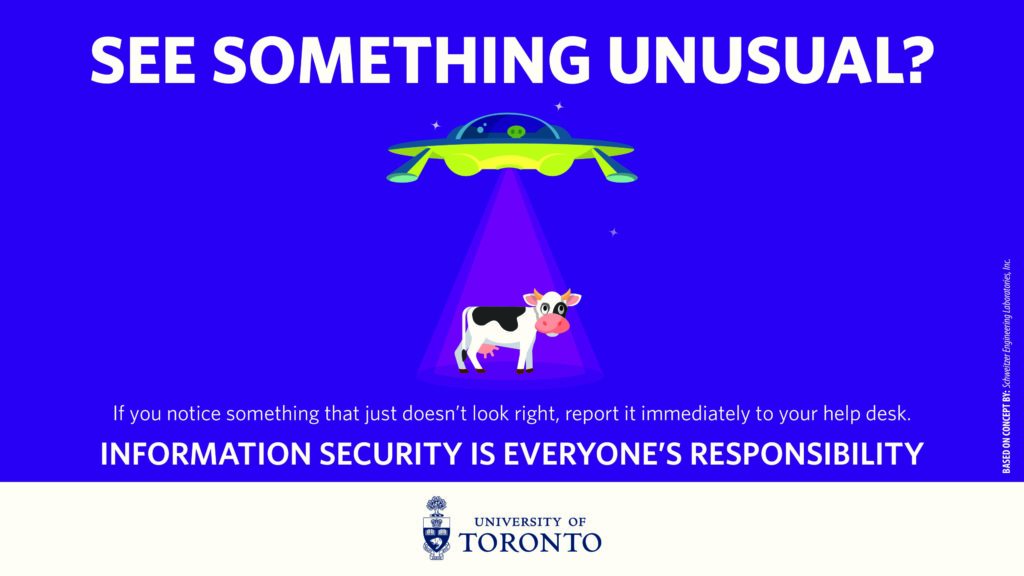 SEE SOMETHING UNUSUAL?
If you notice something that just doesn't look right, report it immediately to your help desk.
INFORMATION SECURITY IS EVERYONE'S RESPONSIBILITY
BASED ON CONCEPT BY: Schweitzer Engineering Laboratories, Inc.
UNIVERSITY OF
TORONTO